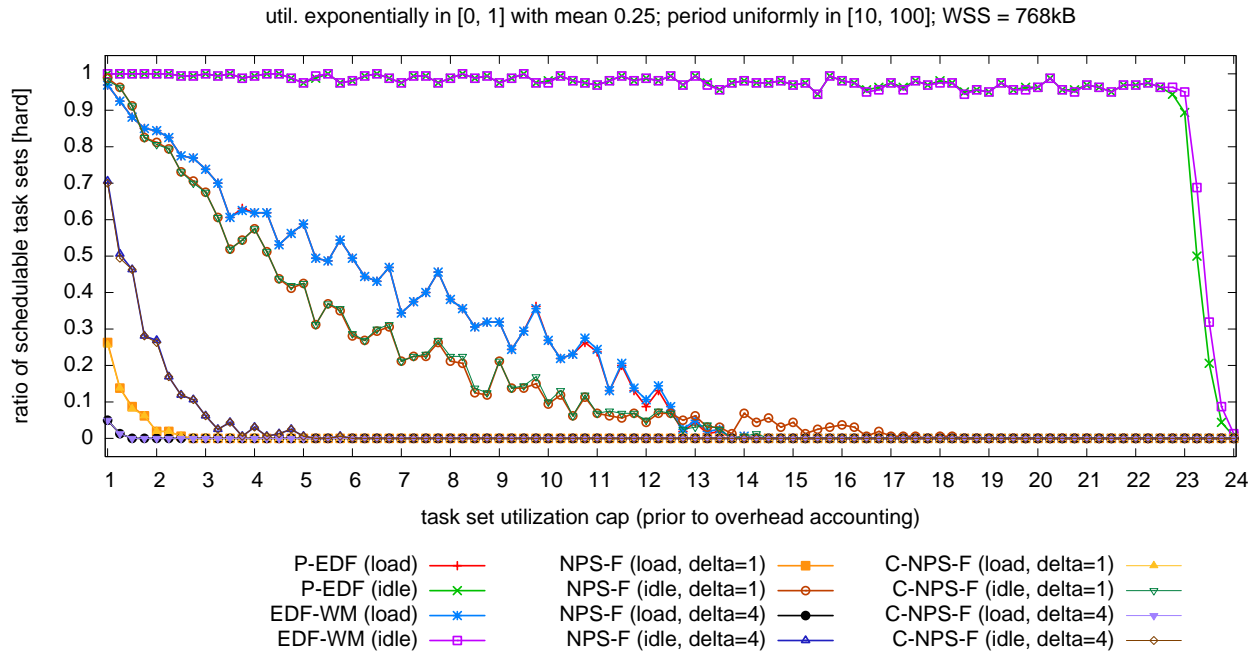 util. exponentially in [0, 1] with mean 0.25; period uniformly in [10, 100]; WSS = 768kB
ratio of schedulable task sets [hard]
1
0.9
0.8
0.7
0.6
0.5
0.4
0.3
0.2
0.1
0
1 2 3 4 5 6 7 8 9 10 11 12 13 14 15 16 17 18 19 20 21 22 23 24
task set utilization cap (prior to overhead accounting)
P-EDF (load) NPS-F (load, delta=1) C-NPS-F (load, delta=1)
P-EDF (idle) NPS-F (idle, delta=1) C-NPS-F (idle, delta=1)
EDF-WM (load) NPS-F (load, delta=4) C-NPS-F (load, delta=4)
EDF-WM (idle) NPS-F (idle, delta=4) C-NPS-F (idle, delta=4)